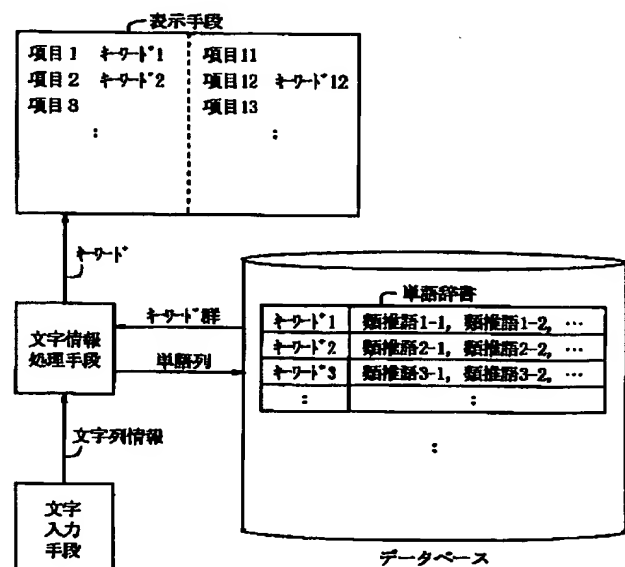 表示手段
項目1 キーワード1
項目2 キーワード2
項目3
:
項目11
項目12 キーワード12
項目13
:
キーワード
文字情報
処理手段
キーワード群
単語列
単語辞書
キーワード1 類推語1-1, 類推語1-2, …
キーワード2 類推語2-1, 類推語2-2, …
キーワード3 類推語3-1, 類推語3-2, …
: :
:
文字列情報
文字
入力
手段
データベース